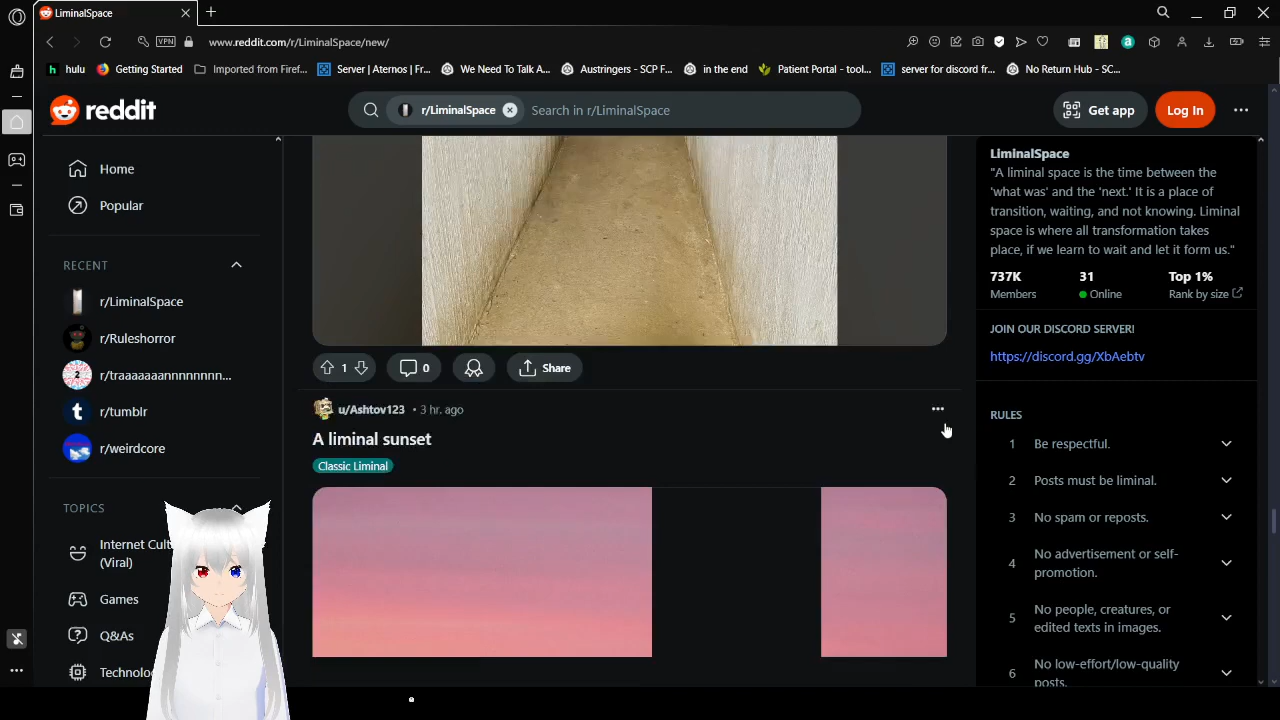 LiminalSpace
VPN
www.reddit.com/r/LiminalSpace/new/
hulu
Getting Started
Imported from Firef...
Server | Aternos | Fr...
We Need To Talk A...
Austringers - SCP F...
in the end
Patient Portal - tool...
server for discord fr...
No Return Hub - SC...
reddit
r/LiminalSpace
Search in r/LiminalSpace
Get app
Log In
Home
Popular
RECENT
r/LiminalSpace
r/Ruleshorror
r/traaaaaaannnnnnnn...
r/tumblr
r/weirdcore
TOPICS
Internet Cult
(Viral)
Games
Q&As
Technolo
1
0
Share
u/Ashtov123 • 3 hr. ago
A liminal sunset
Classic Liminal
LiminalSpace
"A liminal space is the time between the
'what was' and the 'next.' It is a place of
transition, waiting, and not knowing. Liminal
space is where all transformation takes
place, if we learn to wait and let it form us."
737K
31
Top 1%
Members
Online
Rank by size
JOIN OUR DISCORD SERVER!
https://discord.gg/XbAebtv
RULES
1 Be respectful.
2 Posts must be liminal.
3 No spam or reposts.
4 No advertisement or self-
promotion.
5 No people, creatures, or
edited texts in images.
6 No low-effort/low-quality
posts.